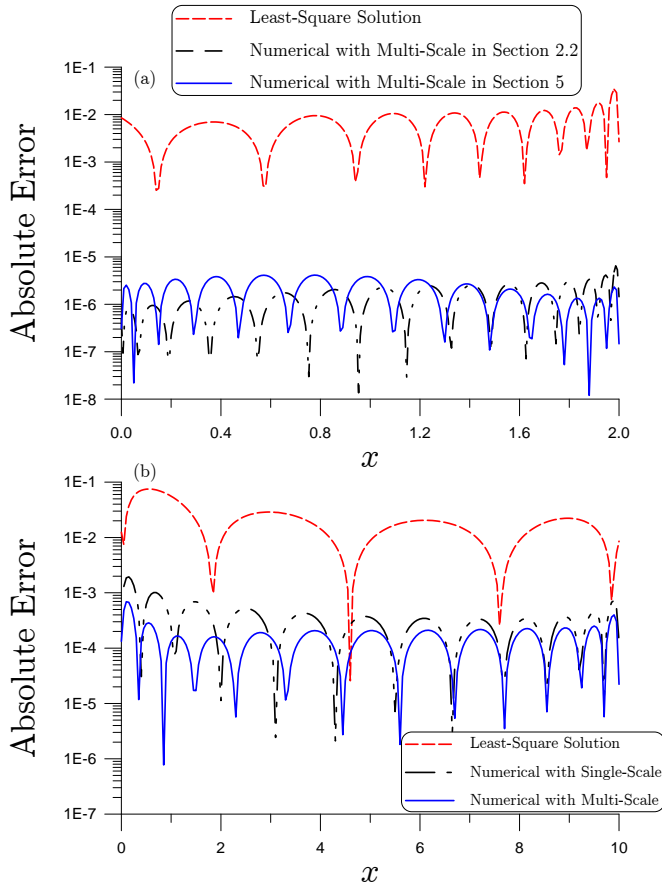 Least-Square Solution
Numerical with Multi-Scale in Section 2.2
Numerical with Multi-Scale in Section 5
(a)
1E-1
1E-2
1E-3
1E-4
1E-5
1E-6
1E-7
1E-8
Absolute Error
0.0 0.4 0.8 1.2 1.6 2.0
x
(b)
1E-1
1E-2
1E-3
1E-4
1E-5
1E-6
1E-7
Absolute Error
Least-Square Solution
Numerical with Single-Scale
Numerical with Multi-Scale
0 2 4 6 8 10
x